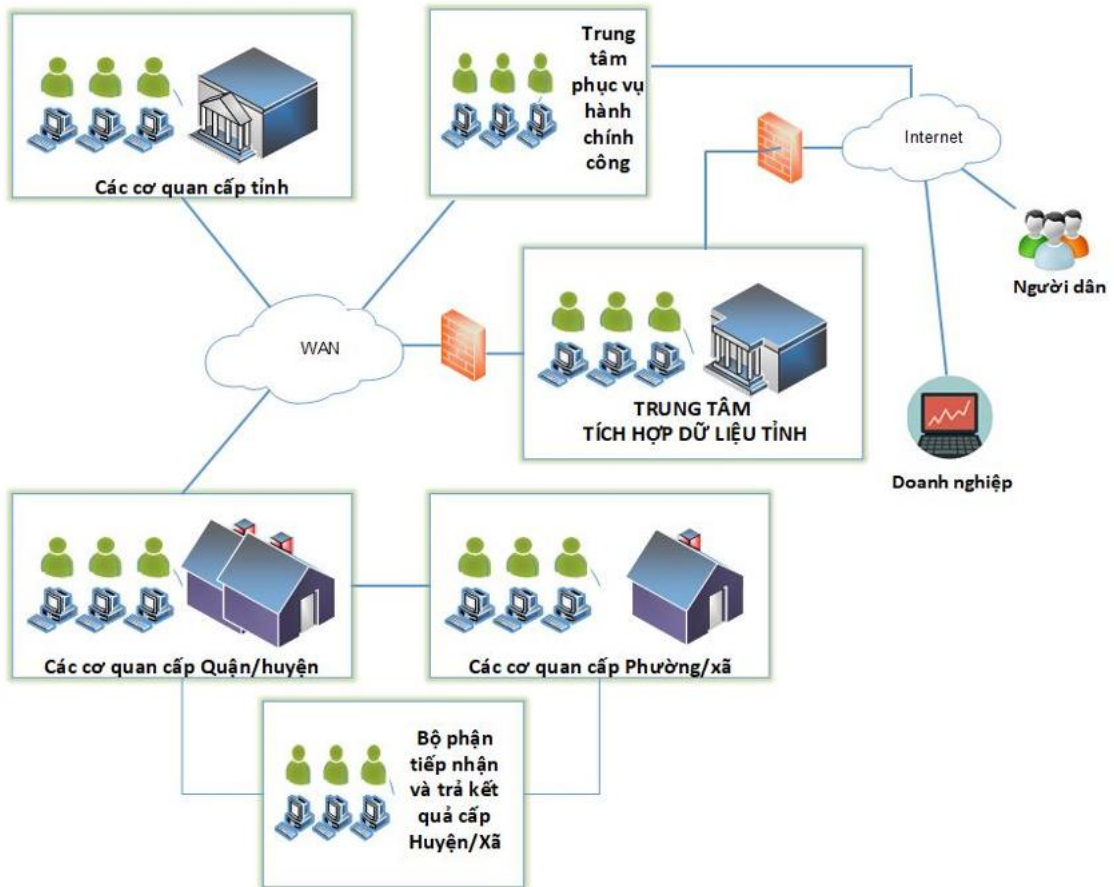 Các cơ quan cấp tỉnh
Trung
tâm
phục vụ
hành
chính
công
Internet
Người dân
WAN
TRUNG TÂM
TÍCH HỢP DỮ LIỆU TỈNH
Doanh nghiệp
Các cơ quan cấp Quận/huyện
Các cơ quan cấp Phường/xã
Bộ phận
tiếp nhận
và trả kết
quả cấp
Huyện/Xã